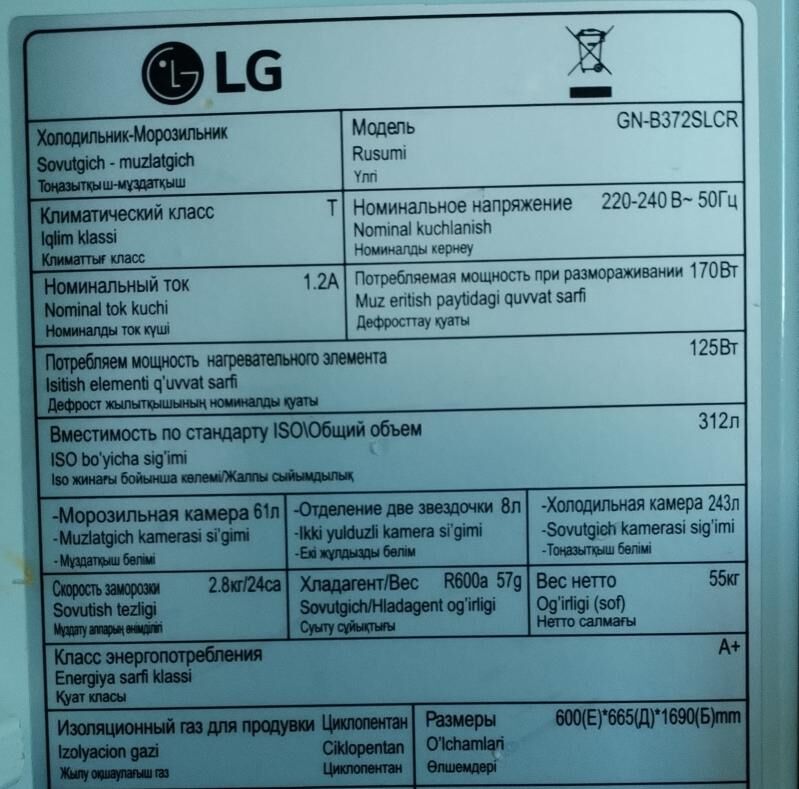 LG
Холодильник-Морозильник
Sovutgich - muzlatgich
Тоңазытқыш-мұздатқыш
Модель GN-B372SLCR
Rusumi
Үлгі
Климатический класс T
Iqlim klassi
Климаттық класс
Номинальное напряжение 220-240 В~ 50Гц
Nominal kuchlanish
Номиналды кернеу
Номинальный ток 1.2А
Nominal tok kuchi
Номиналды ток күші
Потребляемая мощность при размораживании 170Вт
Muz eritish paytidagi quvvat sarfi
Дефросттау қуаты
Потребляем мощность нагревательного элемента 125Вт
Isitish elementi q'uvvat sarfi
Дефрост жылытқышының номиналды қуаты
Вместимость по стандарту ISO\Общий объем 312л
ISO bo'yicha sig'imi
Iso жинағы бойынша көлемі/Жалпы сыйымдылық
-Морозильная камера 61л
-Muzlatgich kamerasi si'gimi
-Мұздатқыш бөлімі
-Отделение две звездочки 8л
-Ikki yulduzli kamera si'gimi
-Екі жұлдызды бөлім
-Холодильная камера 243л
-Sovutgich kamerasi sig'imi
-Тоңазытқыш бөлімі
Скорость заморозки 2.8кг/24са
Sovutish tezligi
Мұздату аппарың өнімділігі
Хладагент/Вес R600a 57g
Sovutgich/Hladagent og'irligi
Суыту сұйықтығы
Вес нетто 55кг
Og'irligi (sof)
Нетто салмағы
Класс энергопотребления A+
Energiya sarfi klassi
Қуат класы
Изоляционный газ для продувки Циклопентан
Izolyacion gazi Ciklopentan
Жылу оқшаулағыш газ Циклопентан
Размеры 600(Е)*665(Д)*1690(Б)mm
O'lchamlari
Өлшемдері